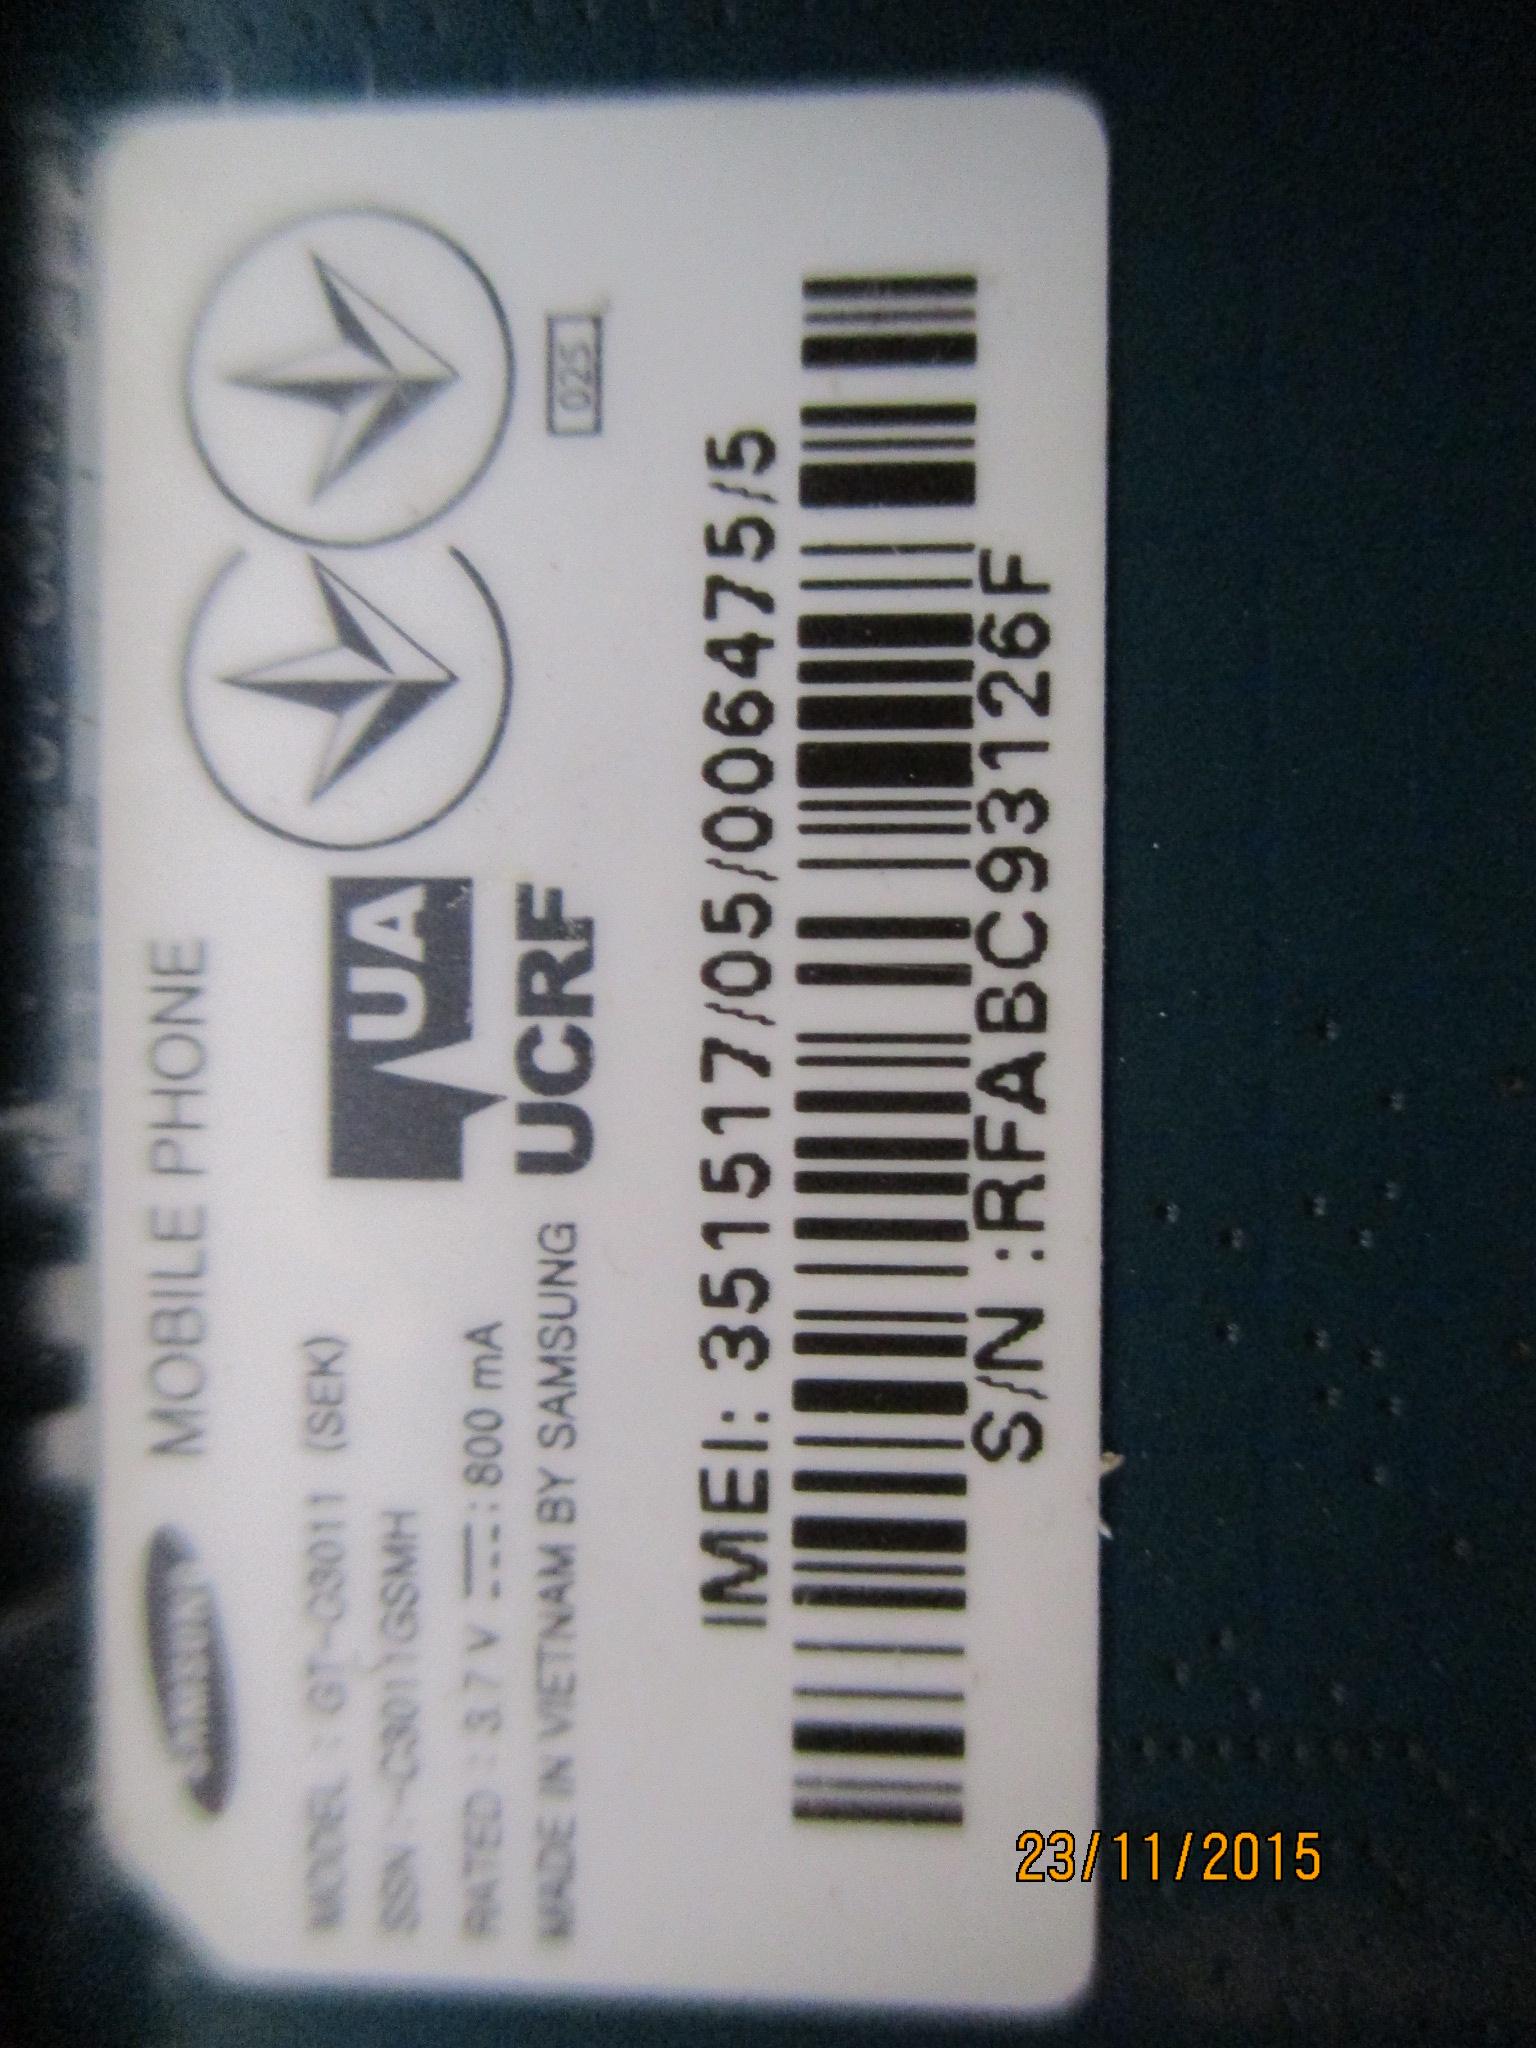 SAMSUNG MOBILE PHONE
MODEL : GT-C3011 (SEK)
SSN : -C3011GSMH
RATED : 3.7 V : 800 mA
MADE IN VIETNAM BY SAMSUNG
UA
UCRF
025
IMEI: 351517/05/006475/5
S/N :RFABC93126F
23/11/2015